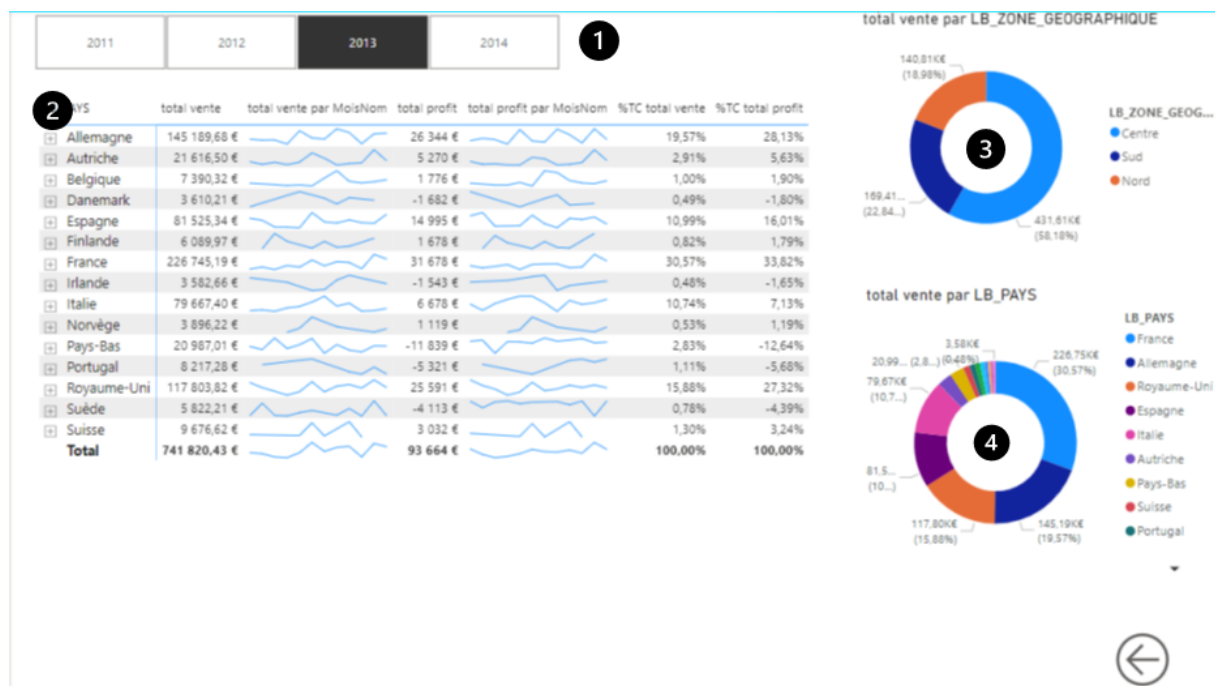 2011 2012 2013 2014 1
2 AYS total vente total vente par MoisNom total profit total profit par MoisNom %TC total vente %TC total profit
Allemagne 145 189,68 € 26 344 € 19,57% 28,13%
Autriche 21 616,50 € 5 270 € 2,91% 5,63%
Belgique 7 390,32 € 1 776 € 1,00% 1,90%
Danemark 3 610,21 € -1 682 € 0,49% -1,80%
Espagne 81 525,34 € 14 995 € 10,99% 16,01%
Finlande 6 089,97 € 1 678 € 0,82% 1,79%
France 226 745,19 € 31 678 € 30,57% 33,82%
Irlande 3 582,66 € -1 543 € 0,48% -1,65%
Italie 79 667,40 € 6 678 € 10,74% 7,13%
Norvège 3 896,22 € 1 119 € 0,53% 1,19%
Pays-Bas 20 987,01 € -11 839 € 2,83% -12,64%
Portugal 8 217,28 € -5 321 € 1,11% -5,68%
Royaume-Uni 117 803,82 € 25 591 € 15,88% 27,32%
Suède 5 822,21 € -4 113 € 0,78% -4,39%
Suisse 9 676,62 € 3 032 € 1,30% 3,24%
Total 741 820,43 € 93 664 € 100,00% 100,00%
total vente par LB_ZONE_GEOGRAPHIQUE
140,81K€
(18,98%)
3
169,41...
(22,84...)
431,61K€
(58,18%)
LB_ZONE_GEOG...
Centre
Sud
Nord
total vente par LB_PAYS
3,58K€
(0,48%)
20,99... (2,8...)
79,67K€
(10,7...)
226,75K€
(30,57%)
4
81,5...
(10...)
117,80K€
(15,88%)
145,19K€
(19,57%)
LB_PAYS
France
Allemagne
Royaume-Uni
Espagne
Italie
Autriche
Pays-Bas
Suisse
Portugal